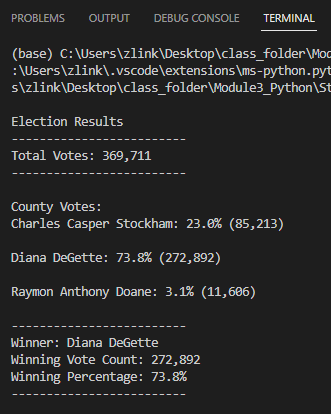 PROBLEMS OUTPUT DEBUG CONSOLE TERMINAL
(base) C:\Users\zlink\Desktop\class_folder\Mod
:\Users\zlink\.vscode\extensions\ms-python.pyt
s\zlink\Desktop\class_folder\Module3_Python\St
Election Results
-------------------------
Total Votes: 369,711
-------------------------
County Votes:
Charles Casper Stockham: 23.0% (85,213)
Diana DeGette: 73.8% (272,892)
Raymon Anthony Doane: 3.1% (11,606)
-------------------------
Winner: Diana DeGette
Winning Vote Count: 272,892
Winning Percentage: 73.8%
-------------------------